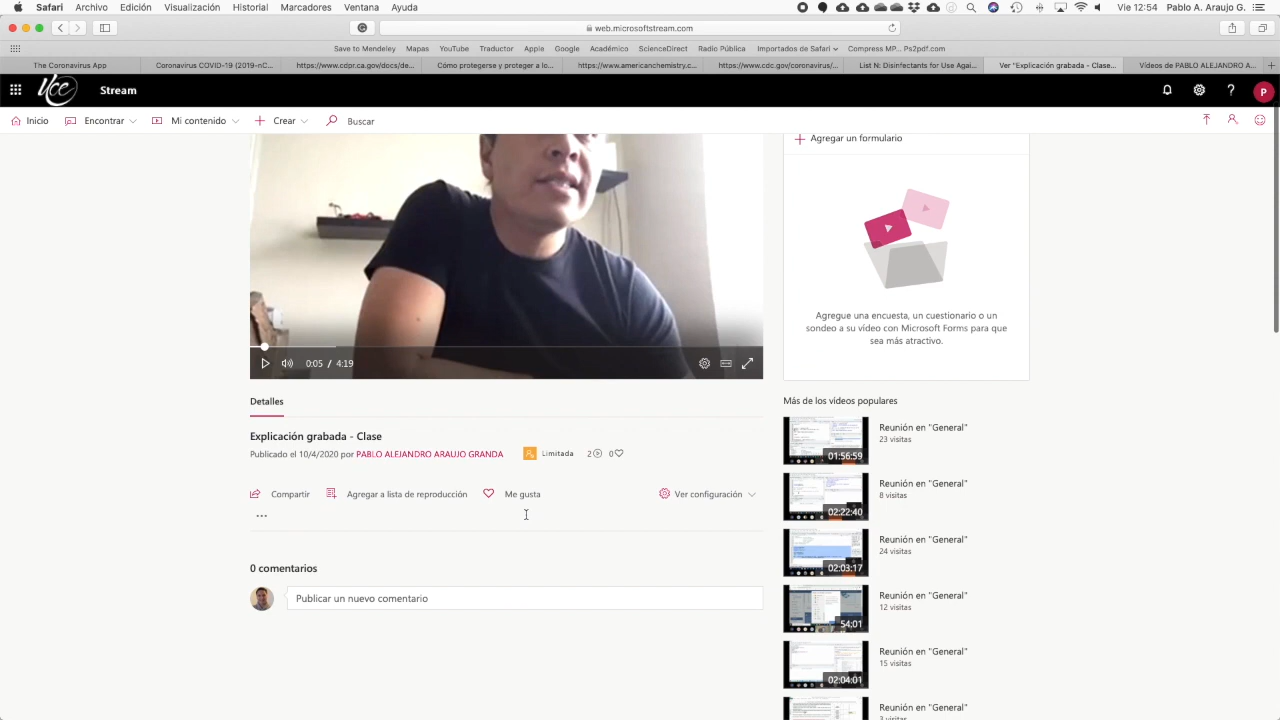 Safari Archivo Edición Visualización Historial Marcadores Ventana Ayuda Vie 12:54 Pablo A. Araujo G.
web.microsoftstream.com
Save to Mendeley Mapas YouTube Traductor Apple Google Académico ScienceDirect Radio Pública Importados de Safari Compress MP... Ps2pdf.com
The Coronavirus App Coronavirus COVID-19 (2019-nC... https://www.cdpr.ca.gov/docs/de... Cómo protegerse y proteger a lo... https://www.americanchemistry.c... https://www.cdc.gov/coronavirus/... List N: Disinfectants for Use Agai... Ver "Explicación grabada - Clase... Vídeos de PABLO ALEJANDRO A...
UCE Stream ? P
Inicio Encontrar Mi contenido Crear Buscar
Agregar un formulario
Agregue una encuesta, un cuestionario o un
sondeo a su vídeo con Microsoft Forms para que
sea más atractivo.
0:05 / 4:19
Detalles
Explicación grabada - Clase
Publicado el 10/4/2020 por PABLO ALEJANDRO ARAUJO GRANDA Limitada 2 0
Compartir Agregar a lista de reproducción Me gusta Ver configuración
...
0 comentarios
Publicar un nuevo comentario
Más de los vídeos populares
01:56:59
Reunión en "General"
23 visitas
02:22:40
Reunión en "General"
8 visitas
02:03:17
Reunión en "General"
24 visitas
54:01
Reunión en "General"
12 visitas
02:04:01
Reunión en "General"
15 visitas
Reunión en "General"
3 visitas